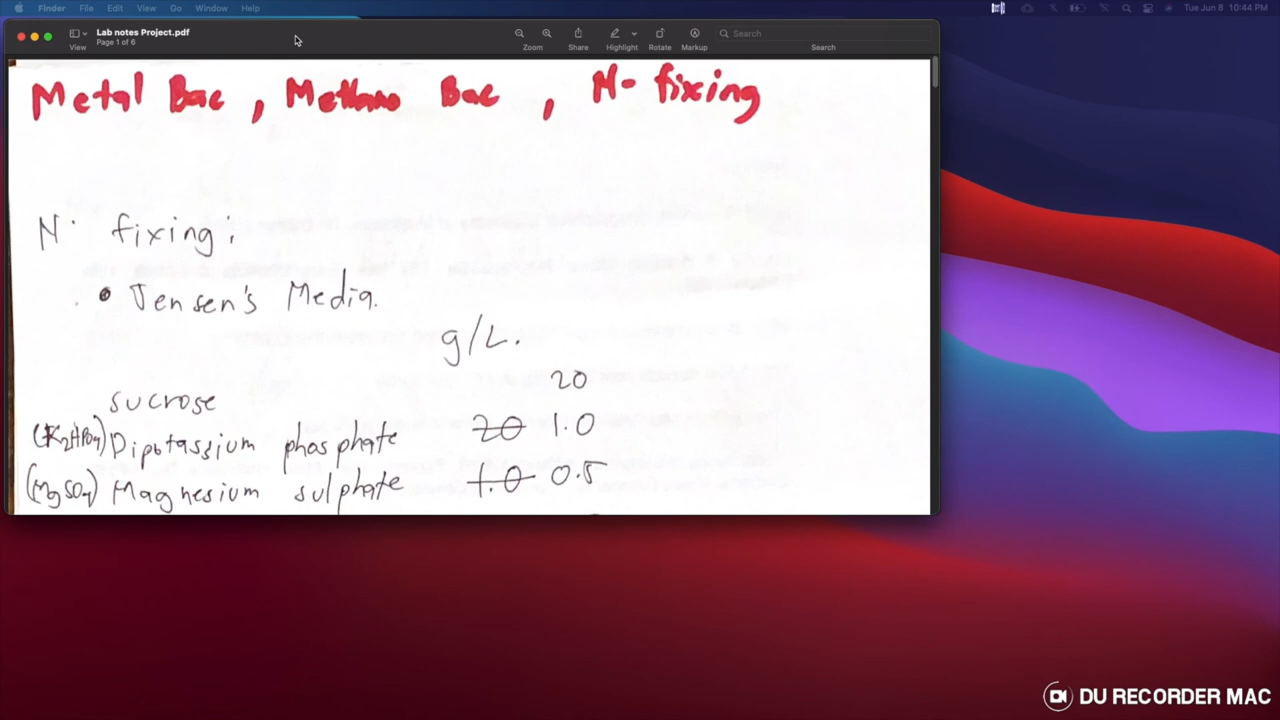 Finder File Edit View Go Window Help Tue Jun 8 10:44 PM
Lab notes Project.pdf
Page 1 of 6
View Zoom Share Highlight Rotate Markup Search
Search
Metal Bac, Methano Bac, N- fixing
N- fixing:
• Jensen's Media.
g/L.
20
sucrose
(K2HPO4) Dipotassium phosphate 20 1.0
(MgSO4) Magnesium sulphate 1.0 0.5
DU RECORDER MAC